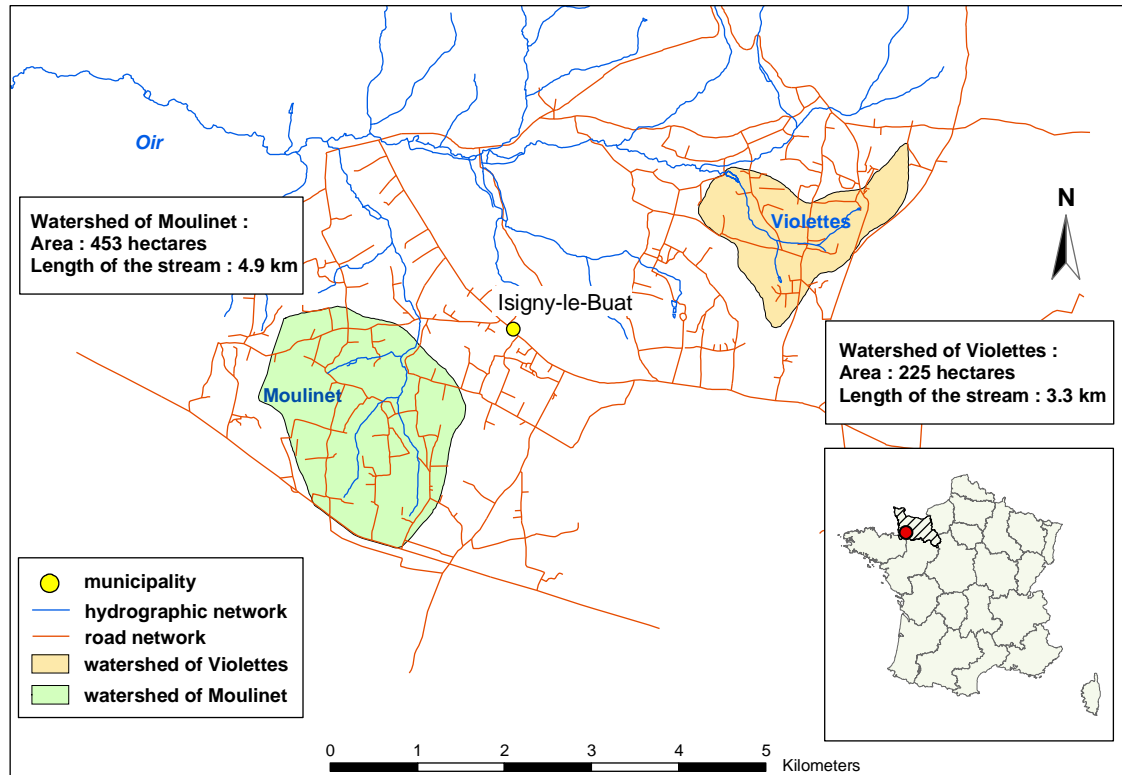 Oir
Watershed of Moulinet :
Area : 453 hectares
Length of the stream : 4.9 km
Violettes
N
Isigny-le-Buat
Watershed of Violettes :
Area : 225 hectares
Length of the stream : 3.3 km
Moulinet
municipality
hydrographic network
road network
watershed of Violettes
watershed of Moulinet
0 1 2 3 4 5
Kilometers